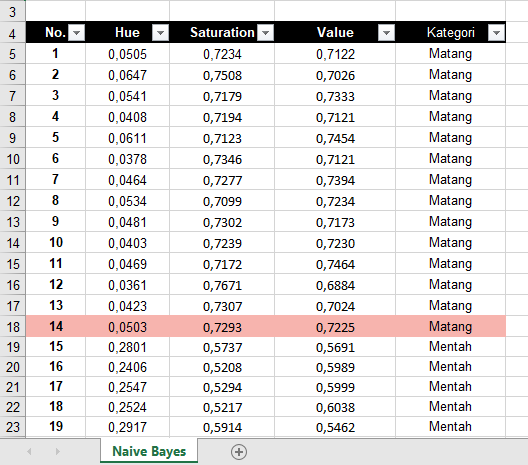 3
4 No. Hue Saturation Value Kategori
5 1 0,0505 0,7234 0,7122 Matang
6 2 0,0647 0,7508 0,7026 Matang
7 3 0,0541 0,7179 0,7333 Matang
8 4 0,0408 0,7194 0,7121 Matang
9 5 0,0611 0,7123 0,7454 Matang
10 6 0,0378 0,7346 0,7121 Matang
11 7 0,0464 0,7277 0,7394 Matang
12 8 0,0534 0,7099 0,7234 Matang
13 9 0,0481 0,7302 0,7173 Matang
14 10 0,0403 0,7239 0,7230 Matang
15 11 0,0469 0,7172 0,7464 Matang
16 12 0,0361 0,7671 0,6884 Matang
17 13 0,0423 0,7307 0,7024 Matang
18 14 0,0503 0,7293 0,7225 Matang
19 15 0,2801 0,5737 0,5691 Mentah
20 16 0,2406 0,5208 0,5989 Mentah
21 17 0,2547 0,5294 0,5999 Mentah
22 18 0,2524 0,5217 0,6038 Mentah
23 19 0,2917 0,5914 0,5462 Mentah
Naive Bayes